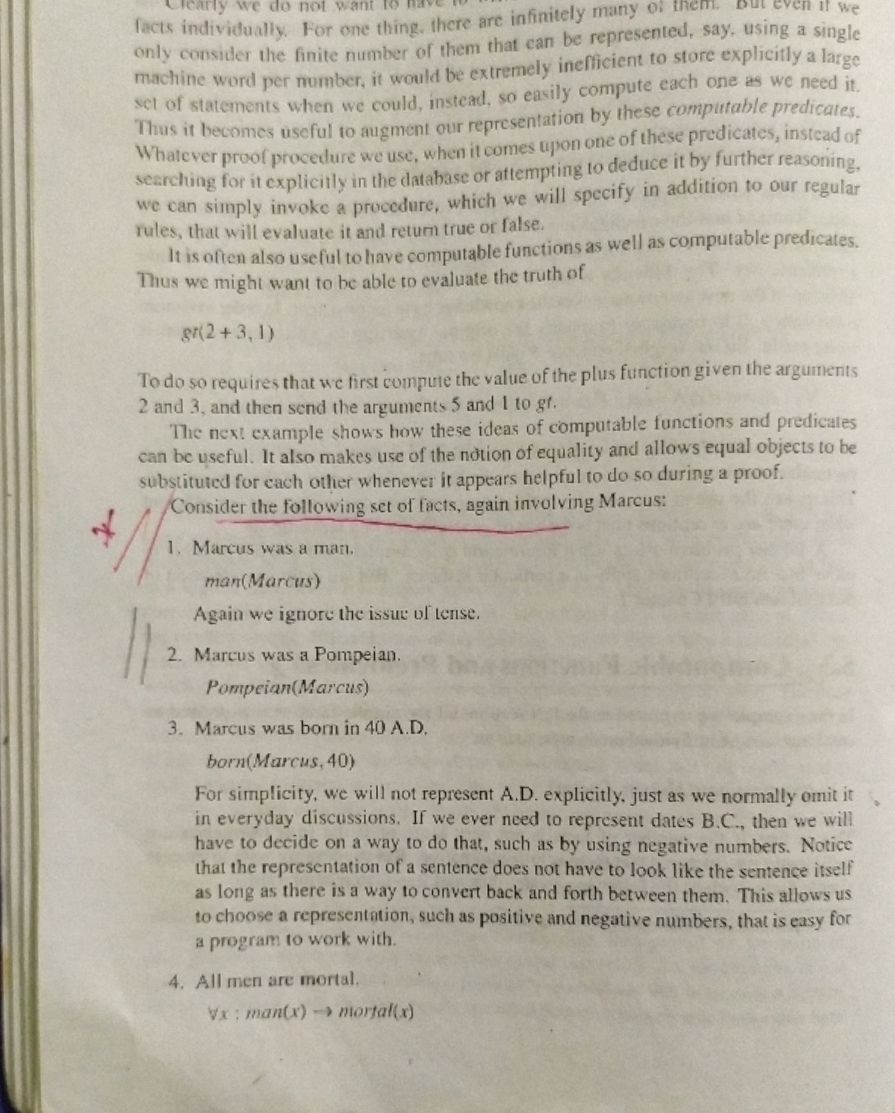 Clearly we do not want to have to
But even if we
facts individually. For one thing, there are infinitely many of them.
only consider the finite number of them that can be represented, say, using a single
machine word per number, it would be extremely inefficient to store explicitly a large
set of statements when we could, instead, so easily compute each one as we need it.
Thus it becomes useful to augment our representation by these computable predicates.
Whatever proof procedure we use, when it comes upon one of these predicates, instead of
searching for it explicitly in the database or attempting to deduce it by further reasoning,
we can simply invoke a procedure, which we will specify in addition to our regular
rules, that will evaluate it and return true or false.
It is often also useful to have computable functions as well as computable predicates.
Thus we might want to be able to evaluate the truth of
gt(2 + 3, 1)
To do so requires that we first compute the value of the plus function given the arguments
2 and 3, and then send the arguments 5 and 1 to gt.
The next example shows how these ideas of computable functions and predicates
can be useful. It also makes use of the notion of equality and allows equal objects to be
substituted for each other whenever it appears helpful to do so during a proof.
Consider the following set of facts, again involving Marcus:
1. Marcus was a man.
man(Marcus)
Again we ignore the issue of tense.
2. Marcus was a Pompeian.
Pompeian(Marcus)
3. Marcus was born in 40 A.D.
born(Marcus, 40)
For simplicity, we will not represent A.D. explicitly, just as we normally omit it
in everyday discussions. If we ever need to represent dates B.C., then we will
have to decide on a way to do that, such as by using negative numbers. Notice
that the representation of a sentence does not have to look like the sentence itself
as long as there is a way to convert back and forth between them. This allows us
to choose a representation, such as positive and negative numbers, that is easy for
a program to work with.
4. All men are mortal.
∀x : man(x) → mortal(x)